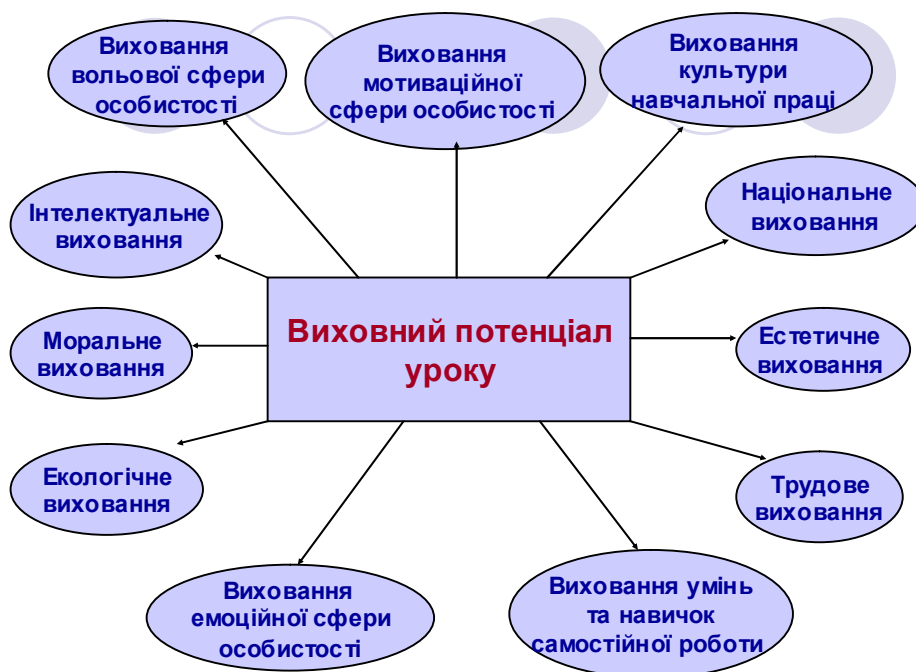 Виховання
вольової сфери
особистості
Виховання
мотиваційної
сфери особистості
Виховання
культури
навчальної праці
Інтелектуальне
виховання
Національне
виховання
Виховний потенціал
уроку
Моральне
виховання
Естетичне
виховання
Екологічне
виховання
Трудове
виховання
Виховання
емоційної сфери
особистості
Виховання умінь
та навичок
самостійної роботи